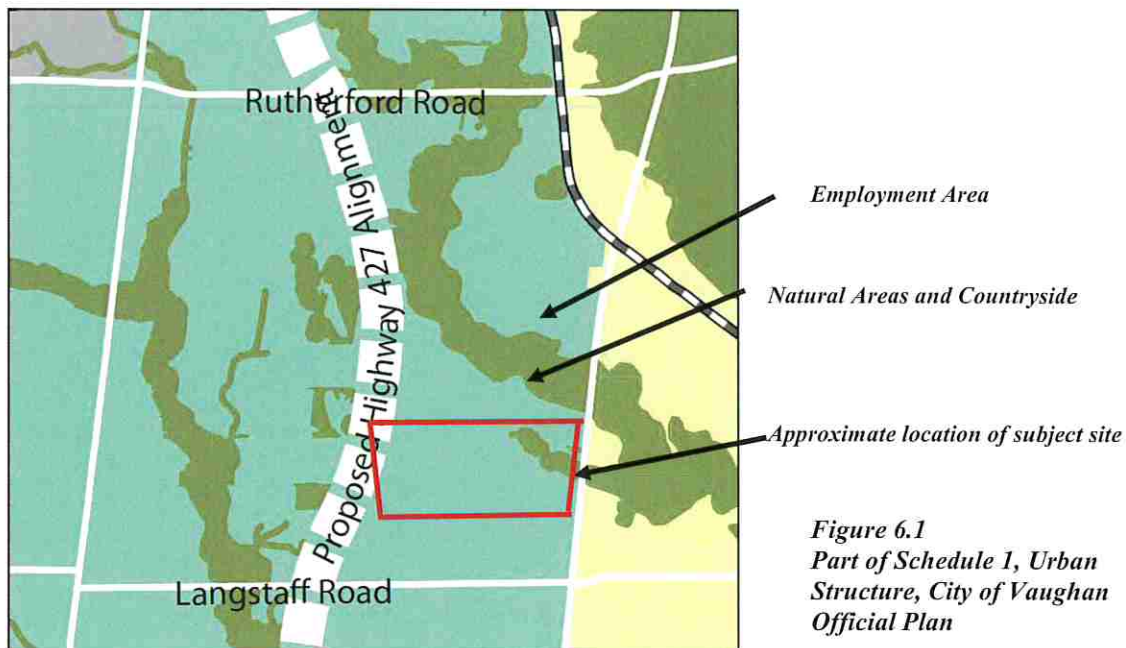 Rutherford Road
Proposed Highway 427 Alignment
Langstaff Road
Employment Area
Natural Areas and Countryside
Approximate location of subject site
Figure 6.1
Part of Schedule 1, Urban
Structure, City of Vaughan
Official Plan